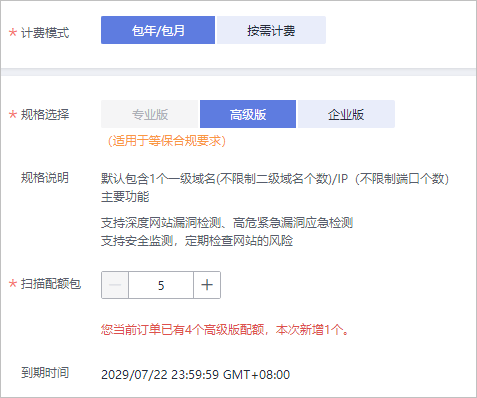 * 计费模式 包年/包月 按需计费
* 规格选择 专业版 高级版 企业版
（适用于等保合规要求）
规格说明 默认包含1个一级域名(不限制二级域名个数)/IP（不限制端口个数）
主要功能
支持深度网站漏洞检测、高危紧急漏洞应急检测
支持安全监测，定期检查网站的风险
* 扫描配额包 — 5 +
您当前订单已有4个高级版配额，本次新增1个。
到期时间 2029/07/22 23:59:59 GMT+08:00